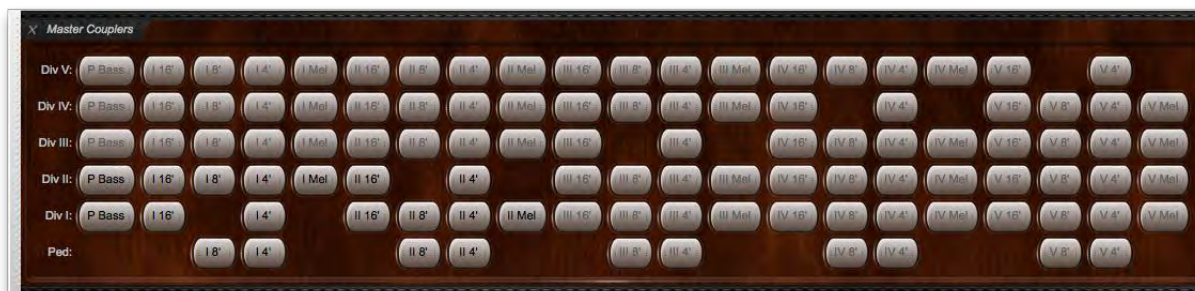 X Master Couplers
Div V: P Bass I 16' I 8' I 4' I Mel II 16' II 8' II 4' II Mel III 16' III 8' III 4' III Mel IV 16' IV 8' IV 4' IV Mel V 16' V 4'
Div IV: P Bass I 16' I 8' I 4' I Mel II 16' II 8' II 4' II Mel III 16' III 8' III 4' III Mel IV 16' IV 4' V 16' V 8' V 4' V Mel
Div III: P Bass I 16' I 8' I 4' I Mel II 16' II 8' II 4' II Mel III 16' III 4' IV 16' IV 8' IV 4' IV Mel V 16' V 8' V 4' V Mel
Div II: P Bass I 16' I 8' I 4' I Mel II 16' II 4' III 16' III 8' III 4' III Mel IV 16' IV 8' IV 4' IV Mel V 16' V 8' V 4' V Mel
Div I: P Bass I 16' I 4' II 16' II 8' II 4' II Mel III 16' III 8' III 4' III Mel IV 16' IV 8' IV 4' IV Mel V 16' V 8' V 4' V Mel
Ped: I 8' I 4' II 8' II 4' III 8' III 4' IV 8' IV 4' V 8' V 4'